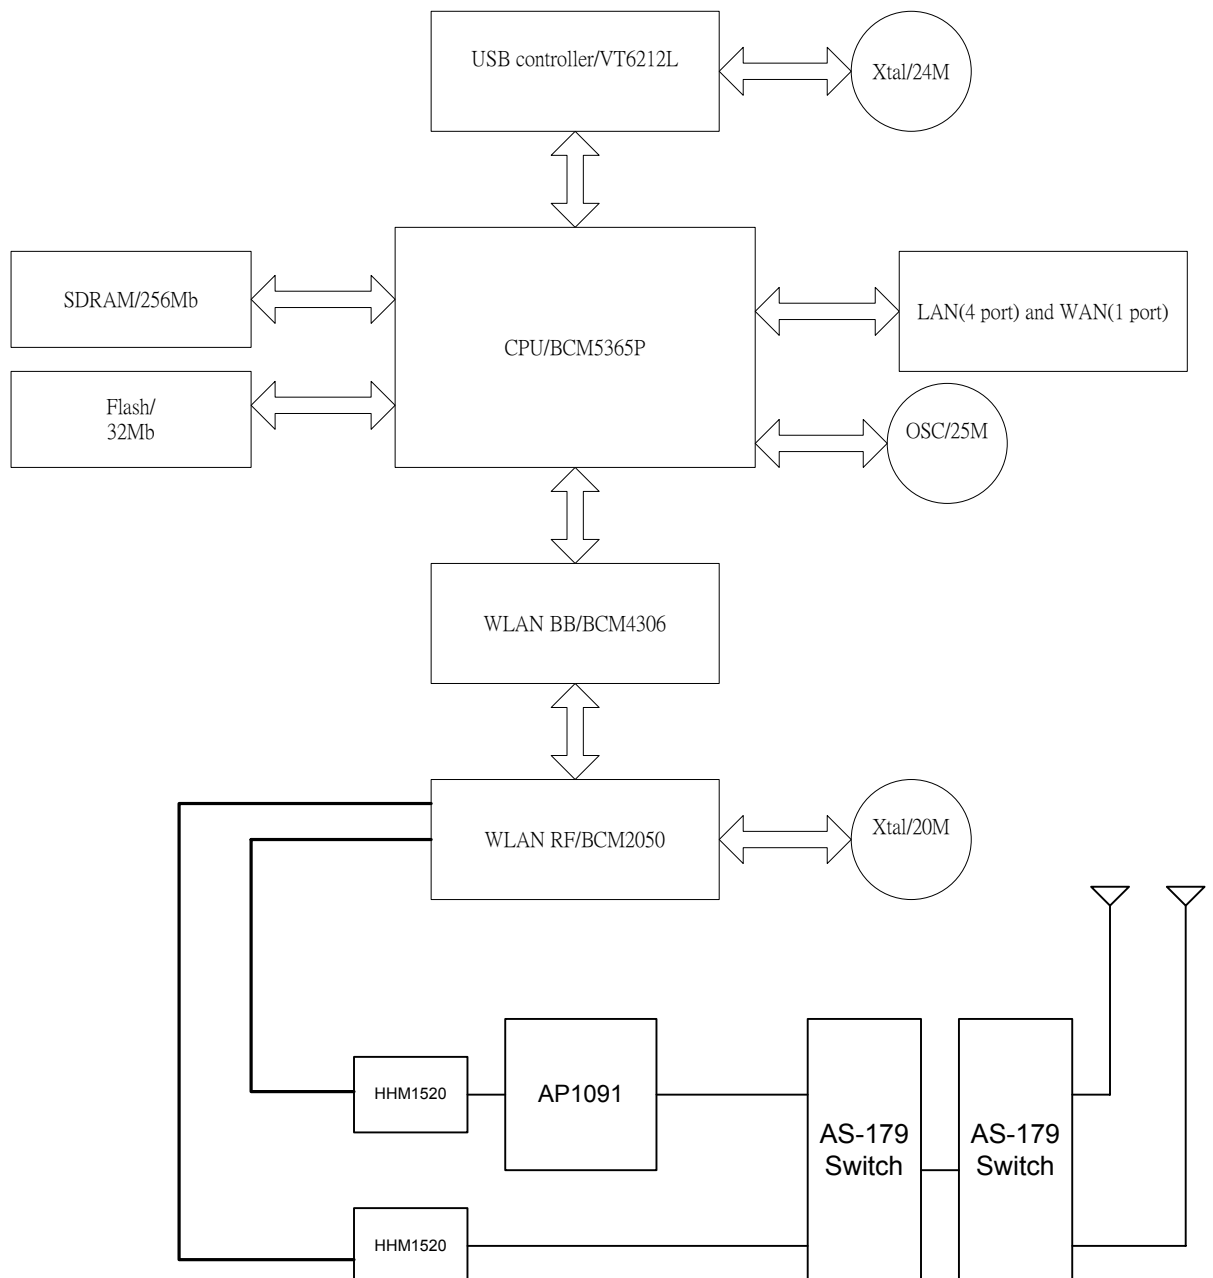 USB controller/VT6212L
Xtal/24M
SDRAM/256Mb
CPU/BCM5365P
LAN(4 port) and WAN(1 port)
Flash/
32Mb
OSC/25M
WLAN BB/BCM4306
WLAN RF/BCM2050
Xtal/20M
HHM1520
AP1091
AS-179
Switch
AS-179
Switch
HHM1520